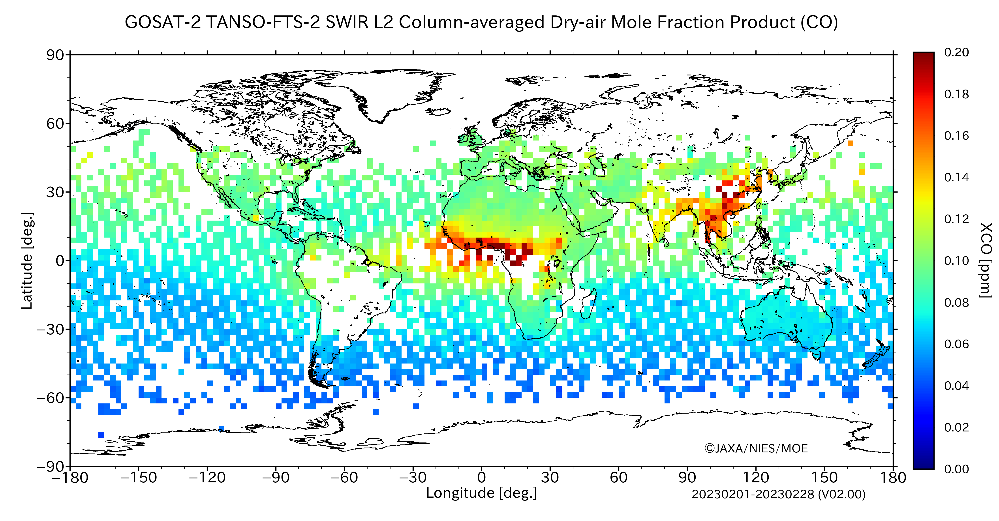 GOSAT-2 TANSO-FTS-2 SWIR L2 Column-averaged Dry-air Mole Fraction Product (CO)
90
60
30
0
−30
−60
−90
Latitude [deg.]
−180 −150 −120 −90 −60 −30 0 30 60 90 120 150 180
Longitude [deg.]
©JAXA/NIES/MOE
20230201-20230228 (V02.00)
0.20
0.18
0.16
0.14
0.12
0.10
0.08
0.06
0.04
0.02
0.00
XCO [ppm]